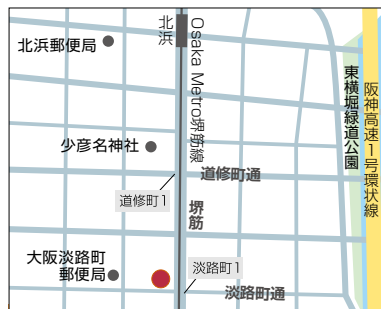 北浜
Osaka Metro堺筋線
北浜郵便局
東横堀緑道公園
阪神高速1号環状線
少彦名神社
道修町通
道修町1
堺筋
大阪淡路町
郵便局
淡路町1
淡路町通